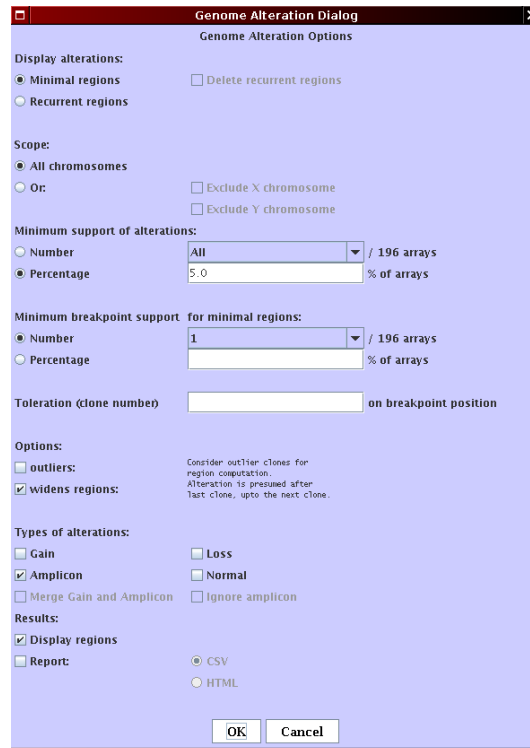 Genome Alteration Dialog
Genome Alteration Options
Display alterations:
Minimal regions Delete recurrent regions
Recurrent regions
Scope:
All chromosomes
Or: Exclude X chromosome
Exclude Y chromosome
Minimum support of alterations:
Number All / 196 arrays
Percentage 5.0 % of arrays
Minimum breakpoint support for minimal regions:
Number 1 / 196 arrays
Percentage % of arrays
Toleration (clone number) on breakpoint position
Options:
outliers: Consider outlier clones for
region computation.
widens regions: Alteration is presumed after
last clone, upto the next clone.
Types of alterations:
Gain Loss
Amplicon Normal
Merge Gain and Amplicon Ignore amplicon
Results:
Display regions
Report: CSV
HTML
OK Cancel